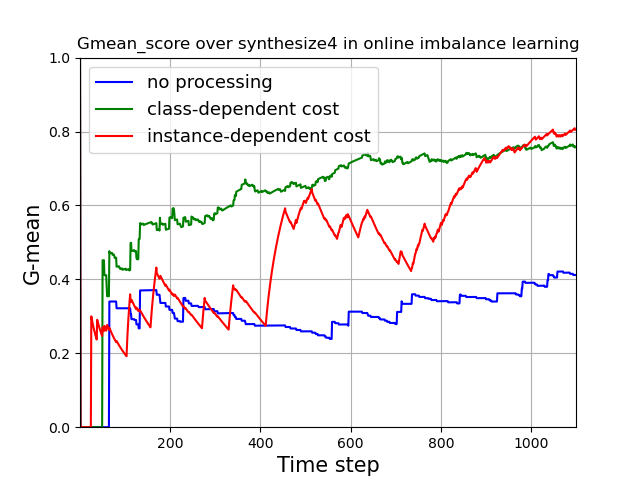 Gmean_score over synthesize4 in online imbalance learning
1.0
no processing
class-dependent cost
instance-dependent cost
0.8
0.6
G-mean
0.4
0.2
0.0
200 400 600 800 1000
Time step